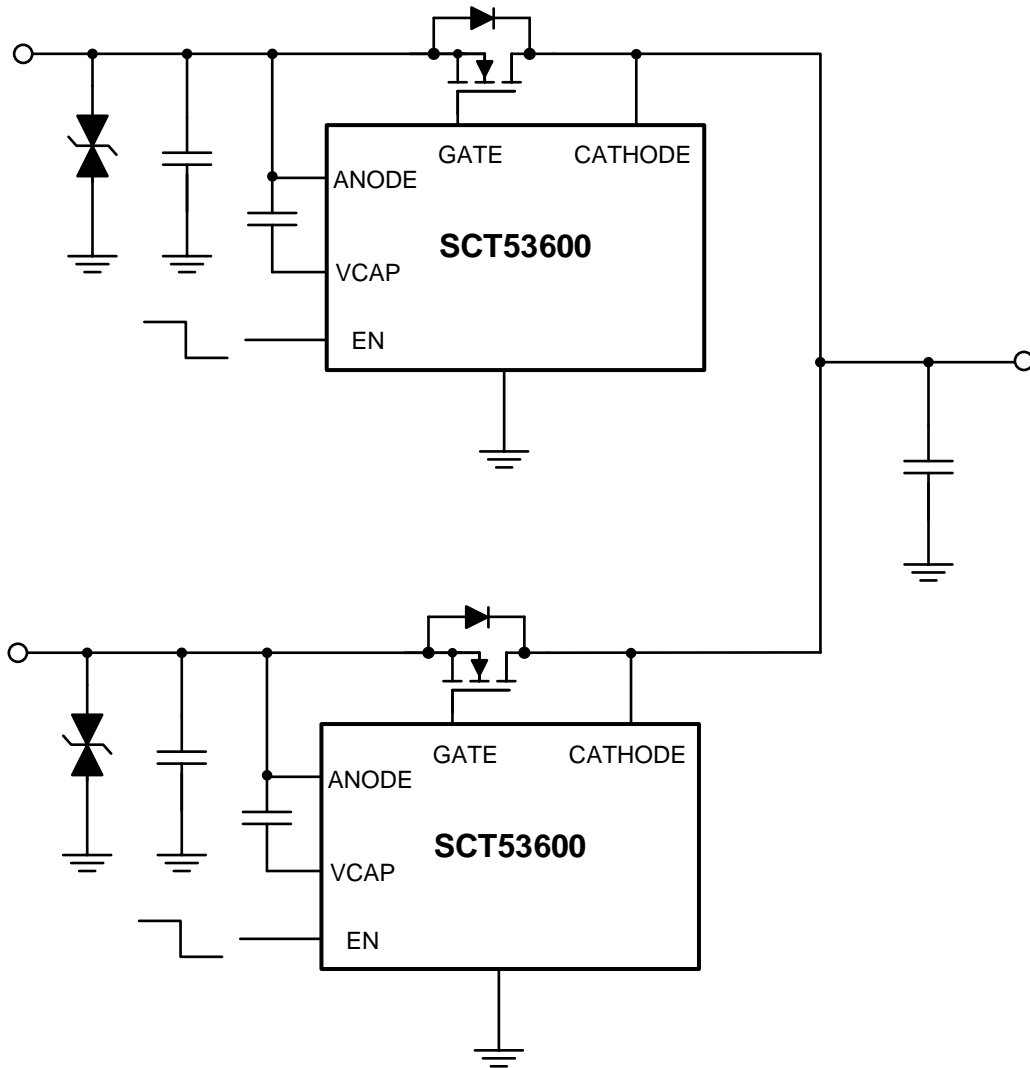 GATE CATHODE
ANODE
SCT53600
VCAP
EN
GATE CATHODE
ANODE
SCT53600
VCAP
EN